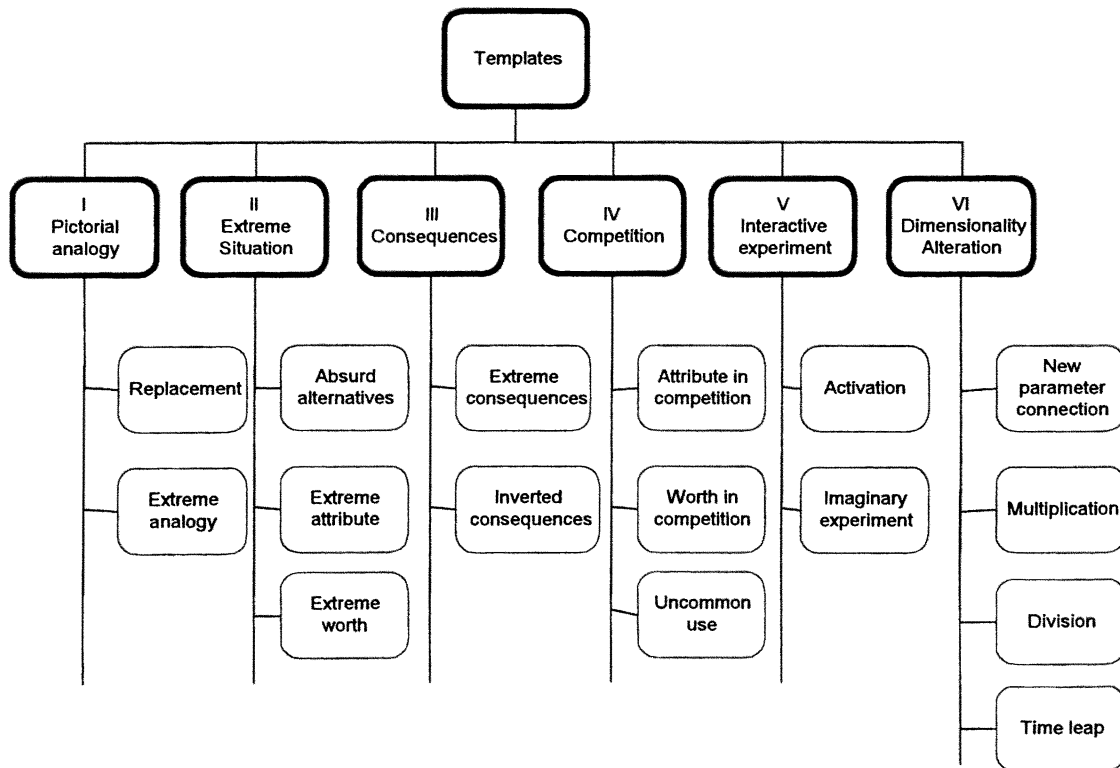 Templates
I
Pictorial
analogy
II
Extreme
Situation
III
Consequences
IV
Competition
V
Interactive
experiment
VI
Dimensionality
Alteration
Replacement
Extreme
analogy
Absurd
alternatives
Extreme
attribute
Extreme
worth
Extreme
consequences
Inverted
consequences
Attribute in
competition
Worth in
competition
Uncommon
use
Activation
Imaginary
experiment
New
parameter
connection
Multiplication
Division
Time leap